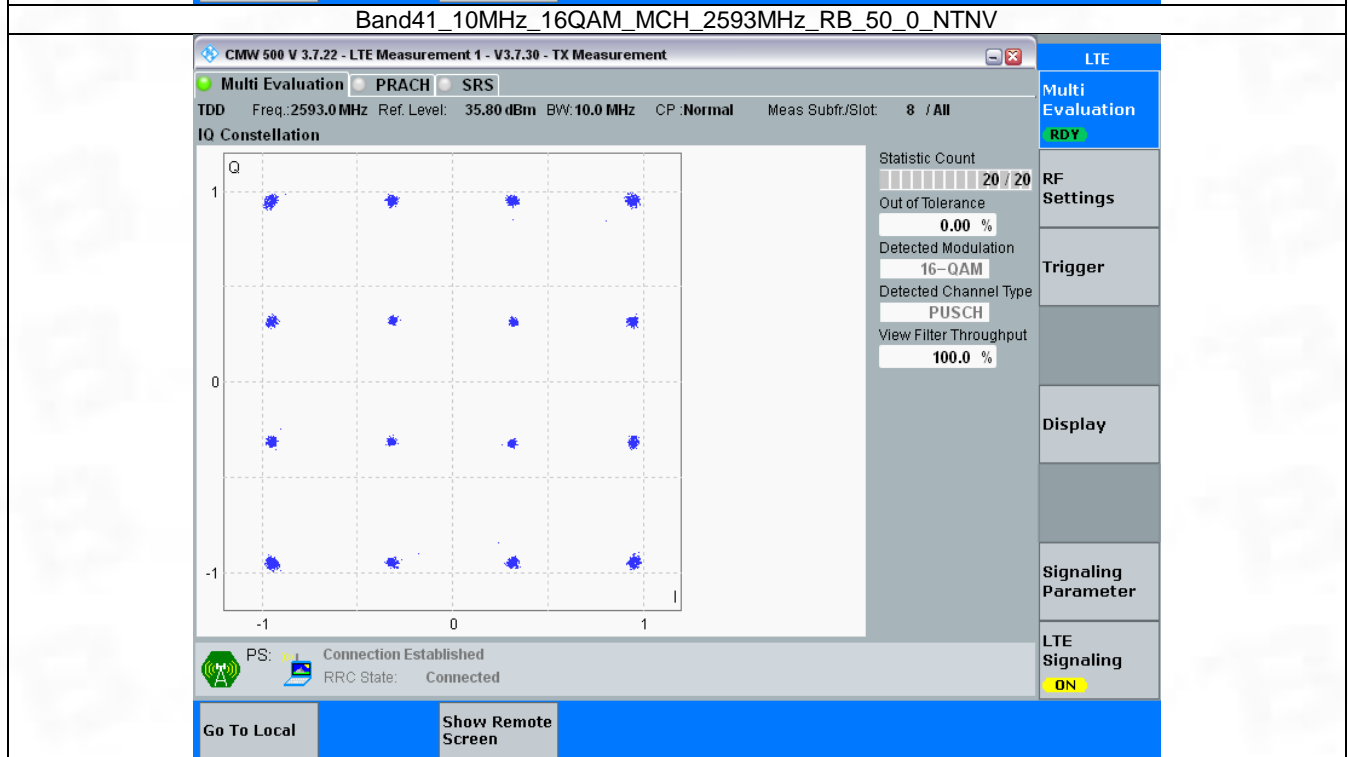 Band41_10MHz_16QAM_MCH_2593MHz_RB_50_0_NTNV
CMW 500 V 3.7.22 - LTE Measurement 1 - V3.7.30 - TX Measurement
LTE
Multi Evaluation PRACH SRS
Multi
Evaluation
RDY
TDD Freq.:2593.0 MHz Ref. Level: 35.80 dBm BW:10.0 MHz CP :Normal Meas Subfr./Slot: 8 / All
IQ Constellation
Q
1
0
-1
I
-1 0 1
Statistic Count
20 / 20
Out of Tolerance
0.00 %
Detected Modulation
16-QAM
Detected Channel Type
PUSCH
View Filter Throughput
100.0 %
RF
Settings
Trigger
Display
Signaling
Parameter
LTE
Signaling
ON
PS: Connection Established
RRC State: Connected
Go To Local
Show Remote
Screen